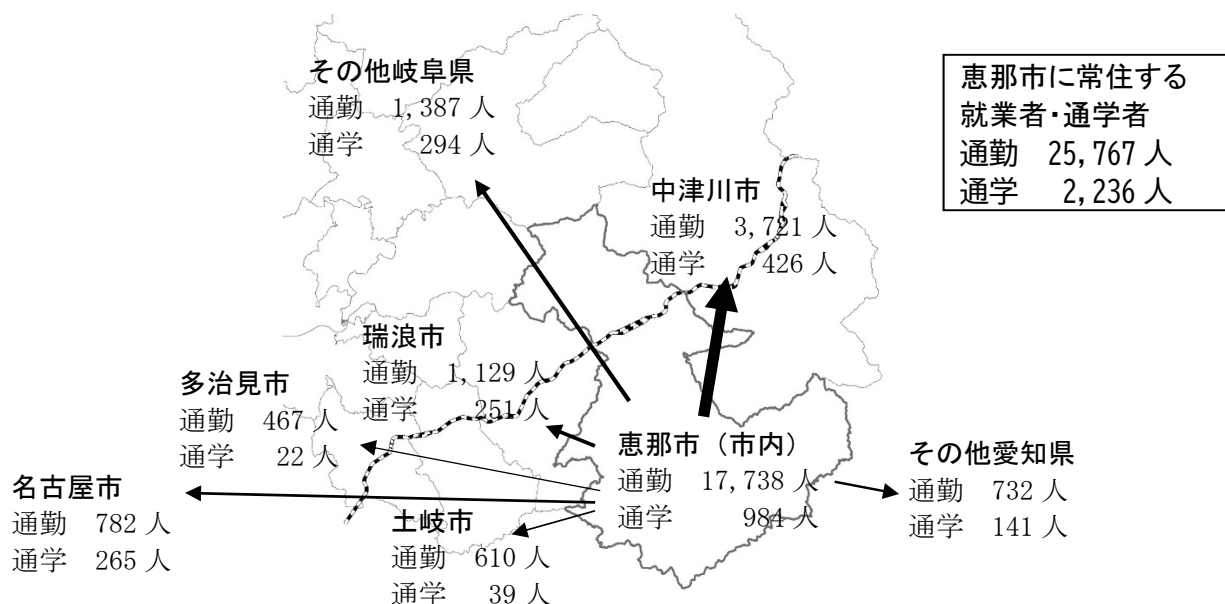 その他岐阜県
通勤 1,387 人
通学 294 人
恵那市に常住する
就業者・通学者
通勤 25,767 人
通学 2,236 人
中津川市
通勤 3,721 人
通学 426 人
瑞浪市
通勤 1,129 人
通学 251 人
多治見市
通勤 467 人
通学 22 人
恵那市（市内）
通勤 17,738 人
通学 984 人
その他愛知県
通勤 732 人
通学 141 人
名古屋市
通勤 782 人
通学 265 人
土岐市
通勤 610 人
通学 39 人